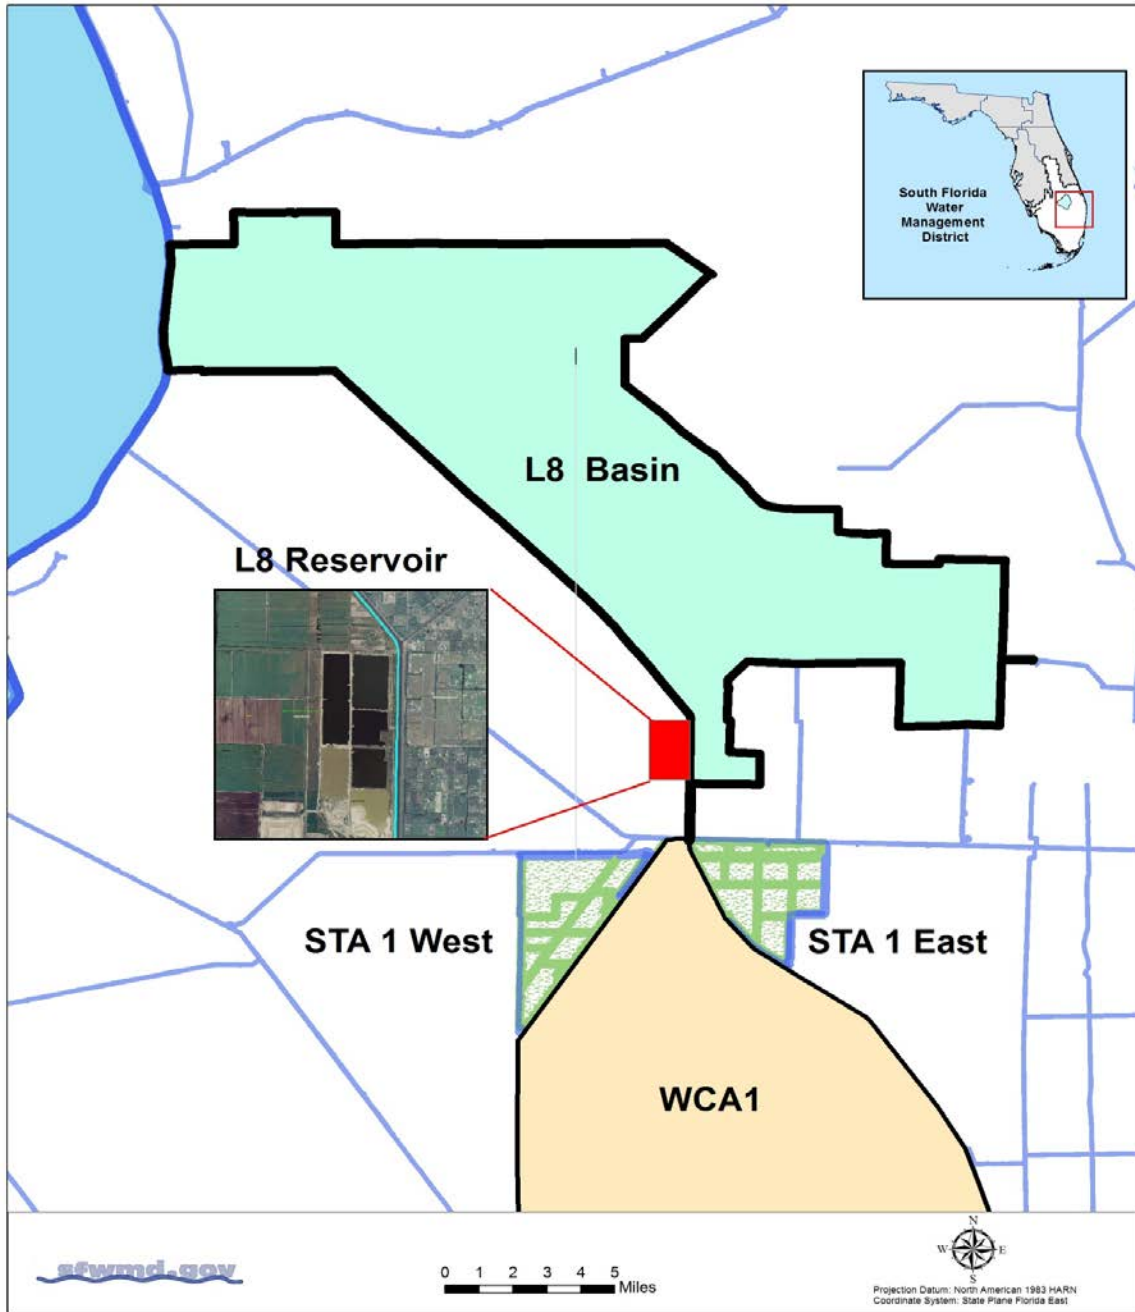 South Florida
Water
Management
District
L8 Basin
L8 Reservoir
STA 1 West
STA 1 East
WCA1
sfwmd.gov
0 1 2 3 4 5
Miles
N
W
E
S
Projection Datum: North American 1983 HARN
Coordinate System: State Plane Florida East